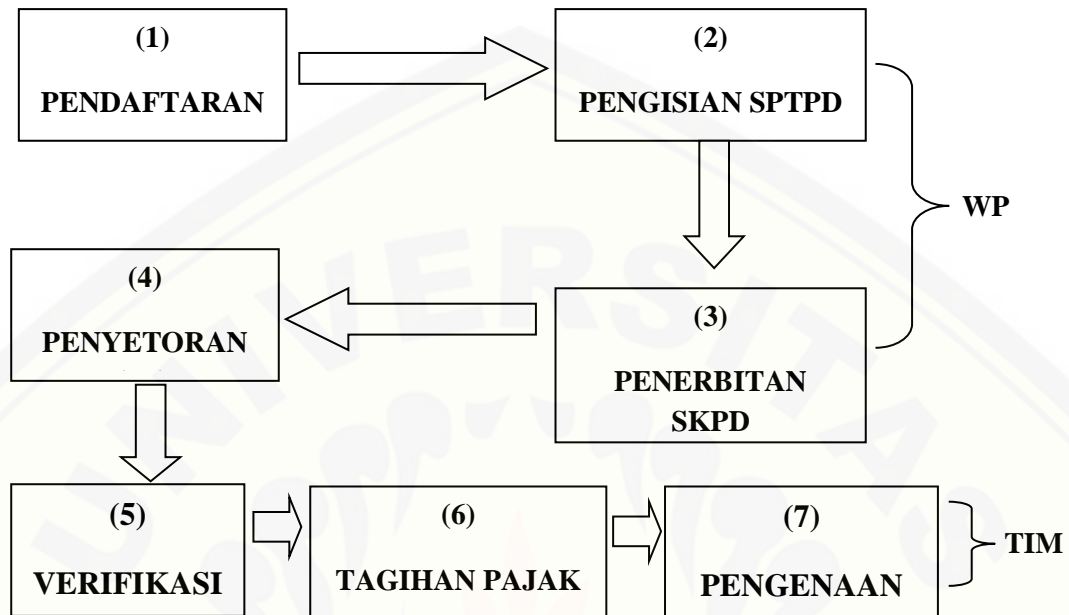 (1)
PENDAFTARAN
(2)
PENGISIAN SPTPD
WP
(3)
PENERBITAN
SKPD
(4)
PENYETORAN
(5)
VERIFIKASI
(6)
TAGIHAN PAJAK
(7)
PENGENAAN
TIM
UNIVERSITAS